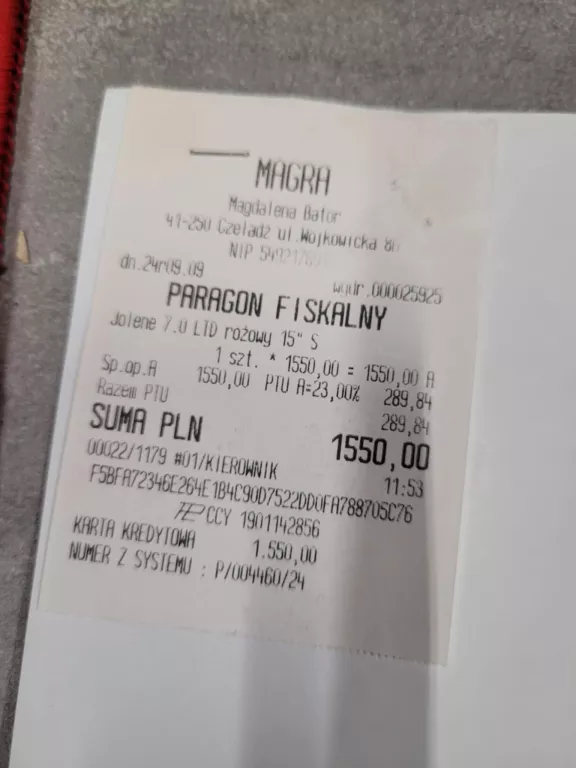 MAGRA
Magdalena Bator
41-250 Czeladź ul.Wojkowicka
NIP
dn.24r09.09 wydr.000025925
PARAGON FISKALNY
Jolene 7.0 LTD rożowy 15" S
1 szt. * 1550,00 = 1550,00 A
Sp.op.A 1550,00 PTU A=23,00% 289,84
Razem PTU 289,84
SUMA PLN 1550,00
00022/1179 #01/KIEROWNIK 11:53
F5BFA72346E264E1B4C90D7522DD0FA788705C76
CCY 1901142856
KARTA KREDYTOWA 1.550,00
NUMER Z SYSTEMU : P/004460/24